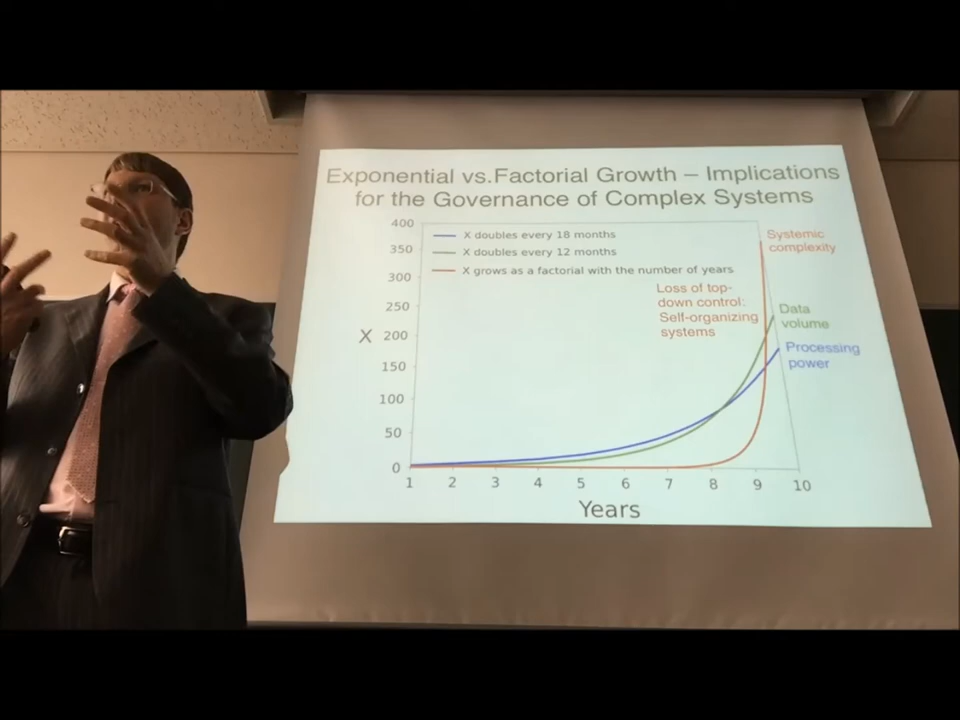 Exponential vs. Factorial Growth – Implications
for the Governance of Complex Systems
400
350
300
250
200
150
100
50
0
X
X doubles every 18 months
X doubles every 12 months
X grows as a factorial with the number of years
Systemic
complexity
Loss of top-
down control:
Self-organizing
systems
Data
volume
Processing
power
1 2 3 4 5 6 7 8 9 10
Years